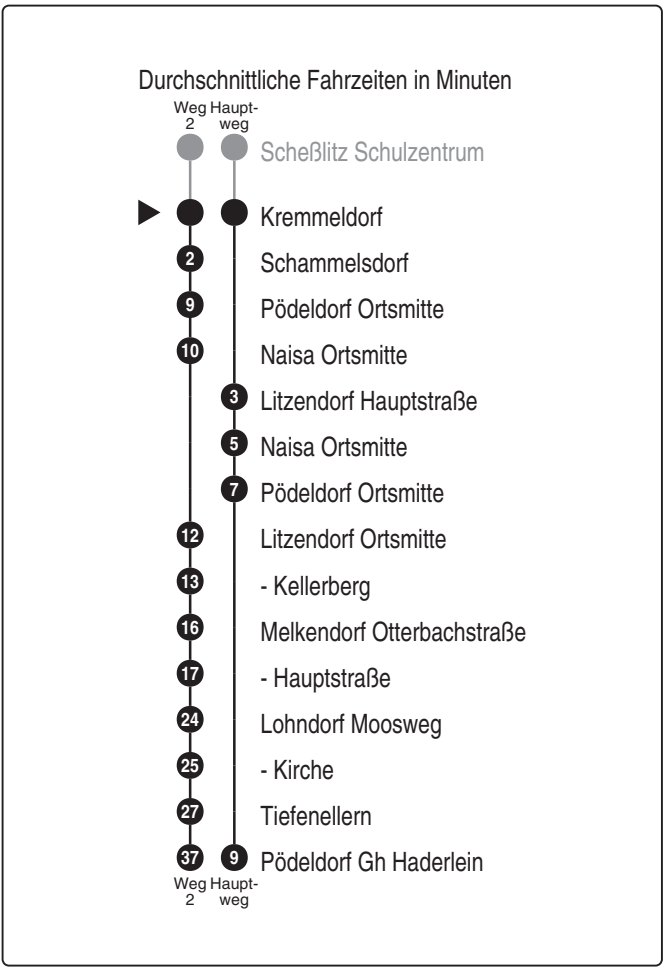 Durchschnittliche Fahrzeiten in Minuten
Weg Haupt-
2 weg
Scheßlitz Schulzentrum
Kremmeldorf
2 Schammelsdorf
9 Pödeldorf Ortsmitte
10 Naisa Ortsmitte
3 Litzendorf Hauptstraße
5 Naisa Ortsmitte
7 Pödeldorf Ortsmitte
12 Litzendorf Ortsmitte
13 - Kellerberg
16 Melkendorf Otterbachstraße
17 - Hauptstraße
24 Lohndorf Moosweg
25 - Kirche
27 Tiefenellern
37 9 Pödeldorf Gh Haderlein
Weg Haupt-
2 weg